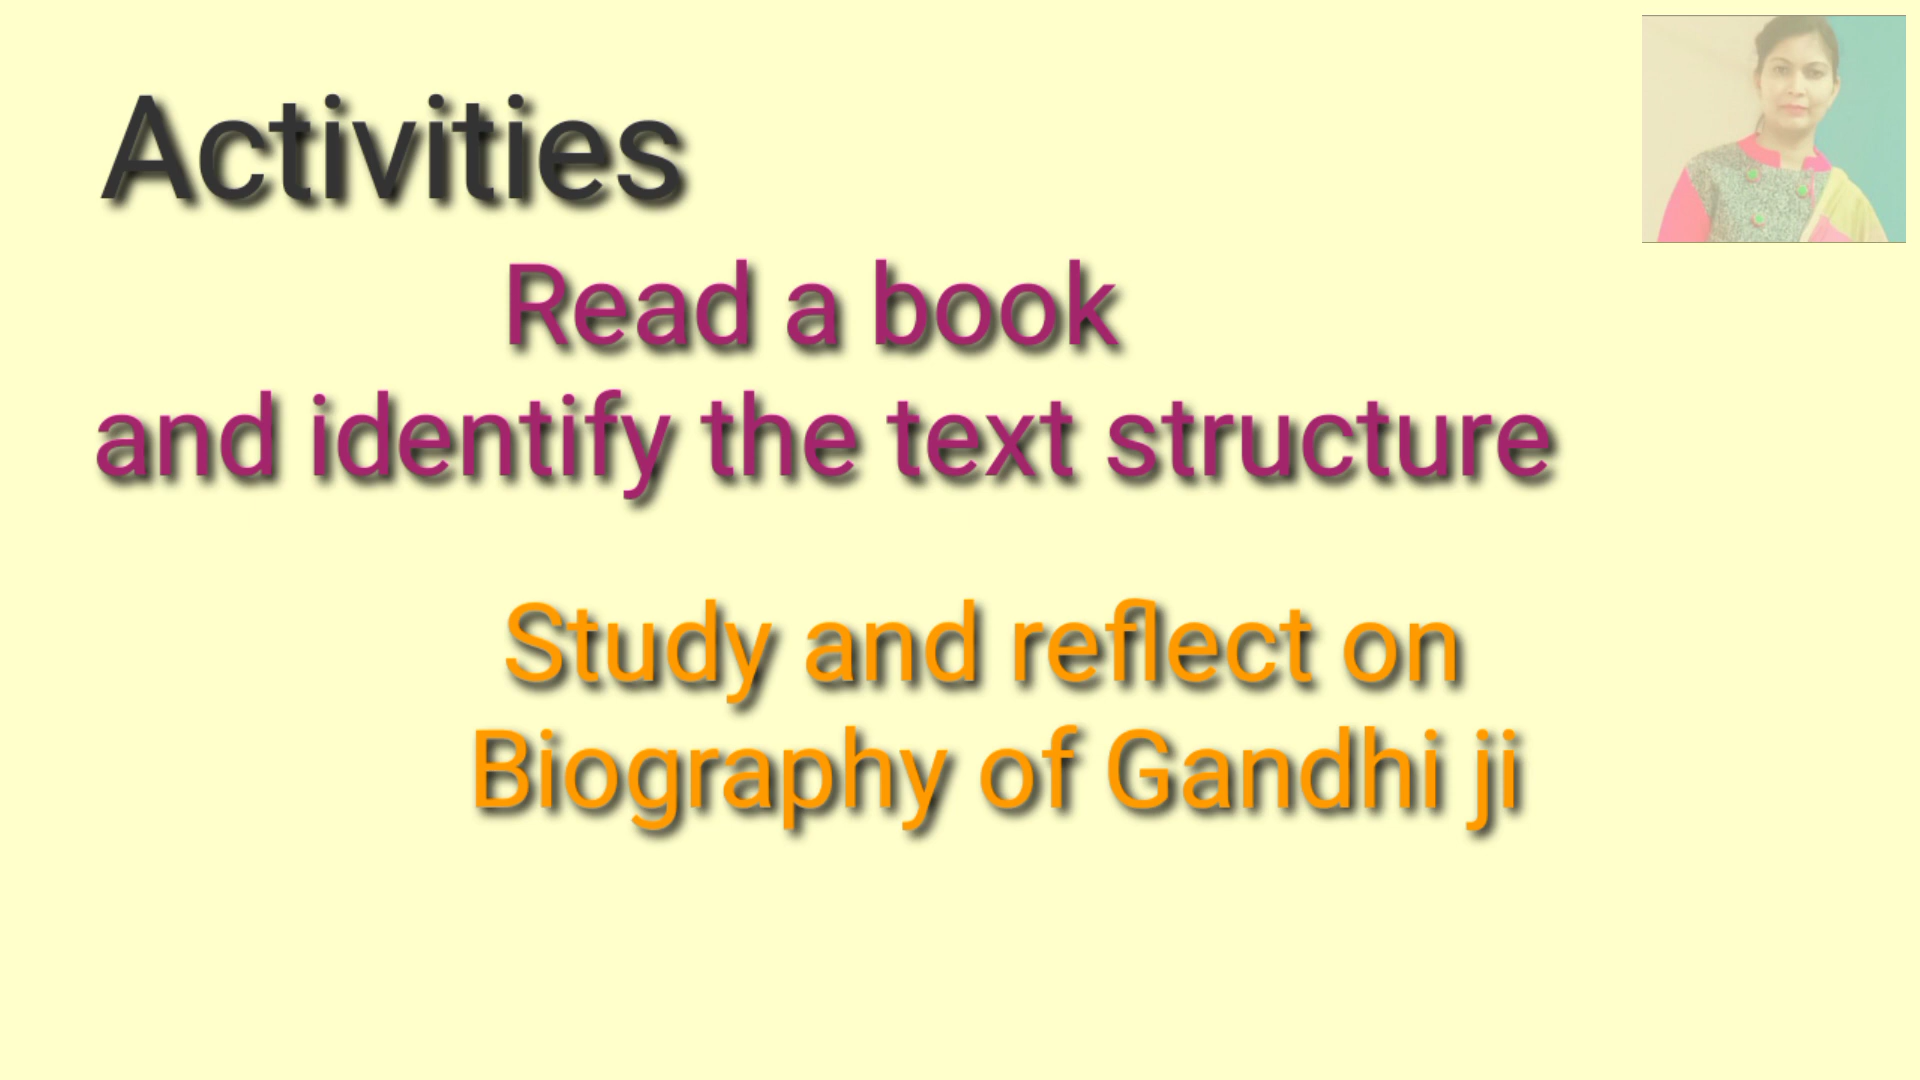 Activities
Read a book
and identify the text structure
Study and reflect on
Biography of Gandhi ji